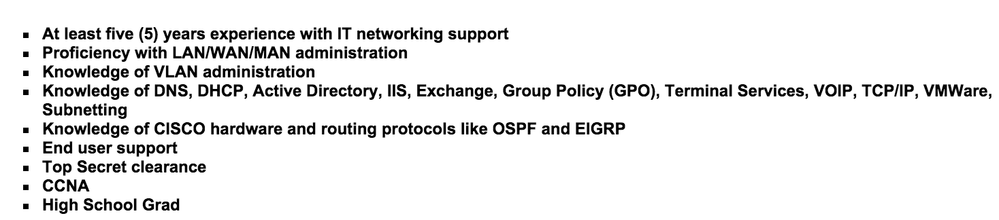 ▪ At least five (5) years experience with IT networking support
▪ Proficiency with LAN/WAN/MAN administration
▪ Knowledge of VLAN administration
▪ Knowledge of DNS, DHCP, Active Directory, IIS, Exchange, Group Policy (GPO), Terminal Services, VOIP, TCP/IP, VMWare,
Subnetting
▪ Knowledge of CISCO hardware and routing protocols like OSPF and EIGRP
▪ End user support
▪ Top Secret clearance
▪ CCNA
▪ High School Grad